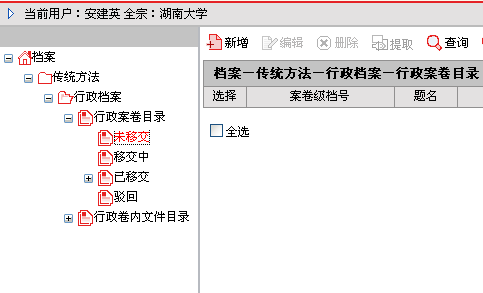 当前用户：安建英 全宗：湖南大学
档案
传统方法
行政档案
行政案卷目录
未移交
移交中
已移交
驳回
行政卷内文件目录
新增 编辑 删除 提取 查询
档案－传统方法－行政档案－行政案卷目录
选择 案卷级档号 题名
全选